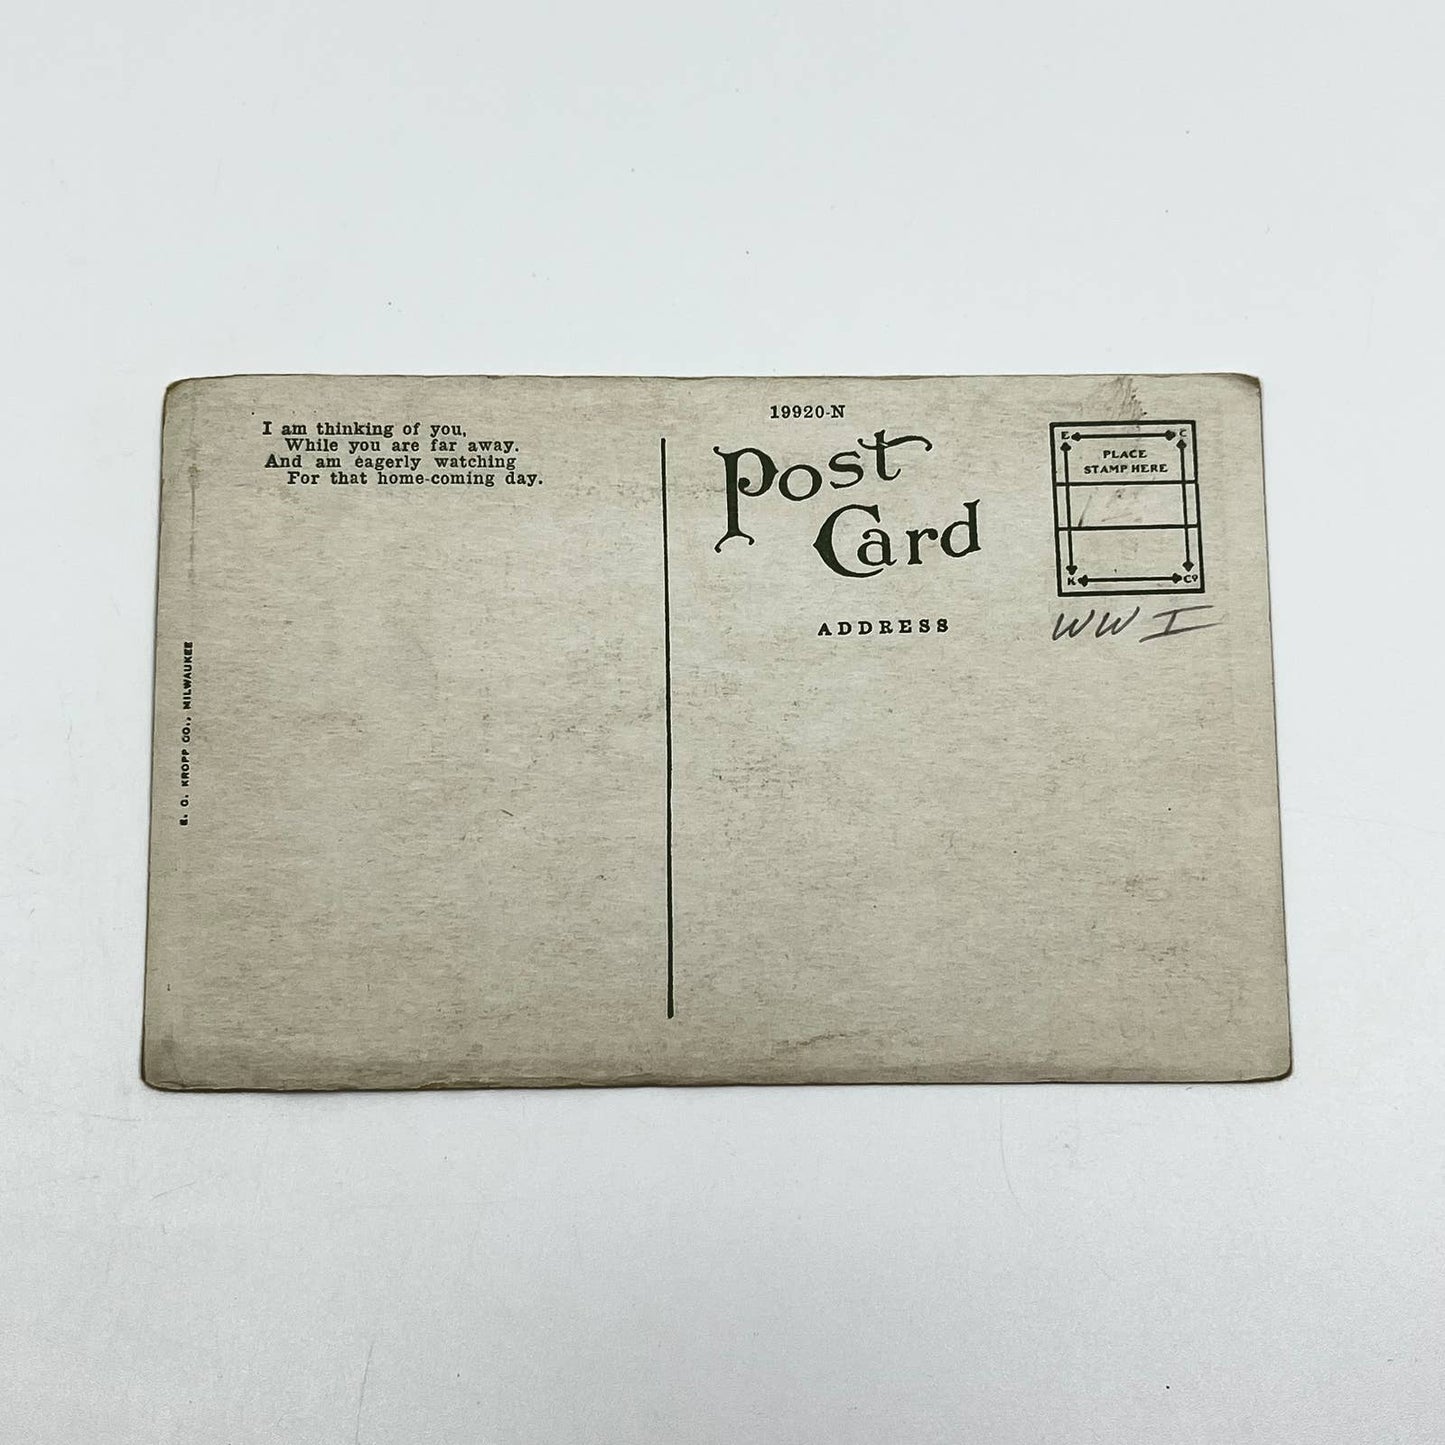 I am thinking of you,
While you are far away.
And am eagerly watching
For that home-coming day.
E. C. KROPP CO., MILWAUKEE
19920-N
Post
Card
ADDRESS
E C
PLACE
STAMP HERE
K Co
WW I